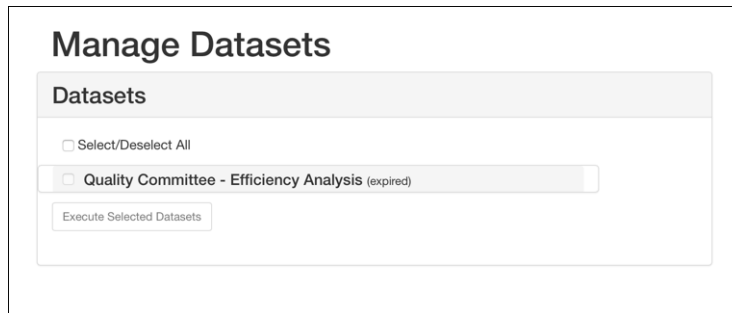 Manage Datasets
Datasets
Select/Deselect All
Quality Committee - Efficiency Analysis (expired)
Execute Selected Datasets